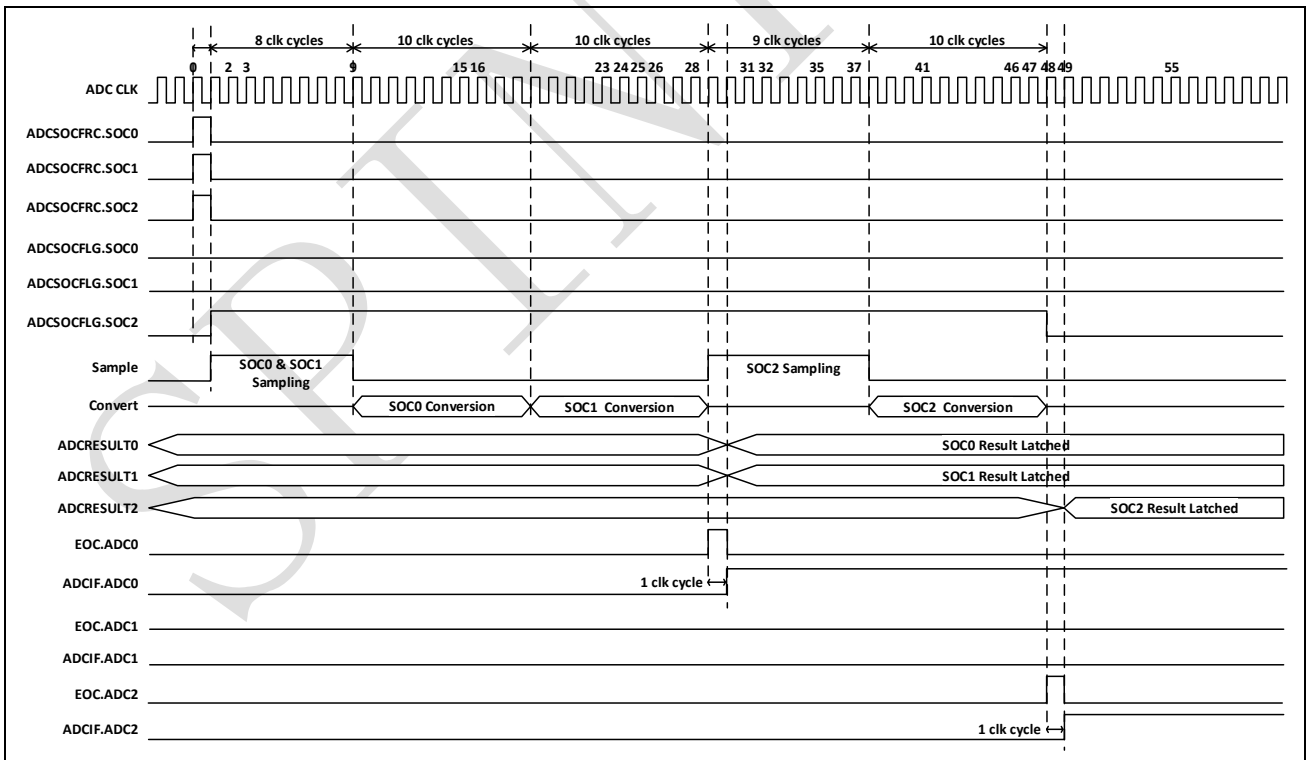 8 clk cycles 10 clk cycles 10 clk cycles 9 clk cycles 10 clk cycles
0 2 3 9 15 16 23 24 25 26 28 31 32 35 37 41 46 47 48 49 55
ADC CLK
ADCSOCFRC.SOC0
ADCSOCFRC.SOC1
ADCSOCFRC.SOC2
ADCSOCFLG.SOC0
ADCSOCFLG.SOC1
ADCSOCFLG.SOC2
Sample SOC0 & SOC1 SOC2 Sampling
Sampling
Convert SOC0 Conversion SOC1 Conversion SOC2 Conversion
ADCRESULT0 SOC0 Result Latched
ADCRESULT1 SOC1 Result Latched
ADCRESULT2 SOC2 Result Latched
EOC.ADC0
ADCIF.ADC0 1 clk cycle
EOC.ADC1
ADCIF.ADC1
EOC.ADC2
ADCIF.ADC2 1 clk cycle